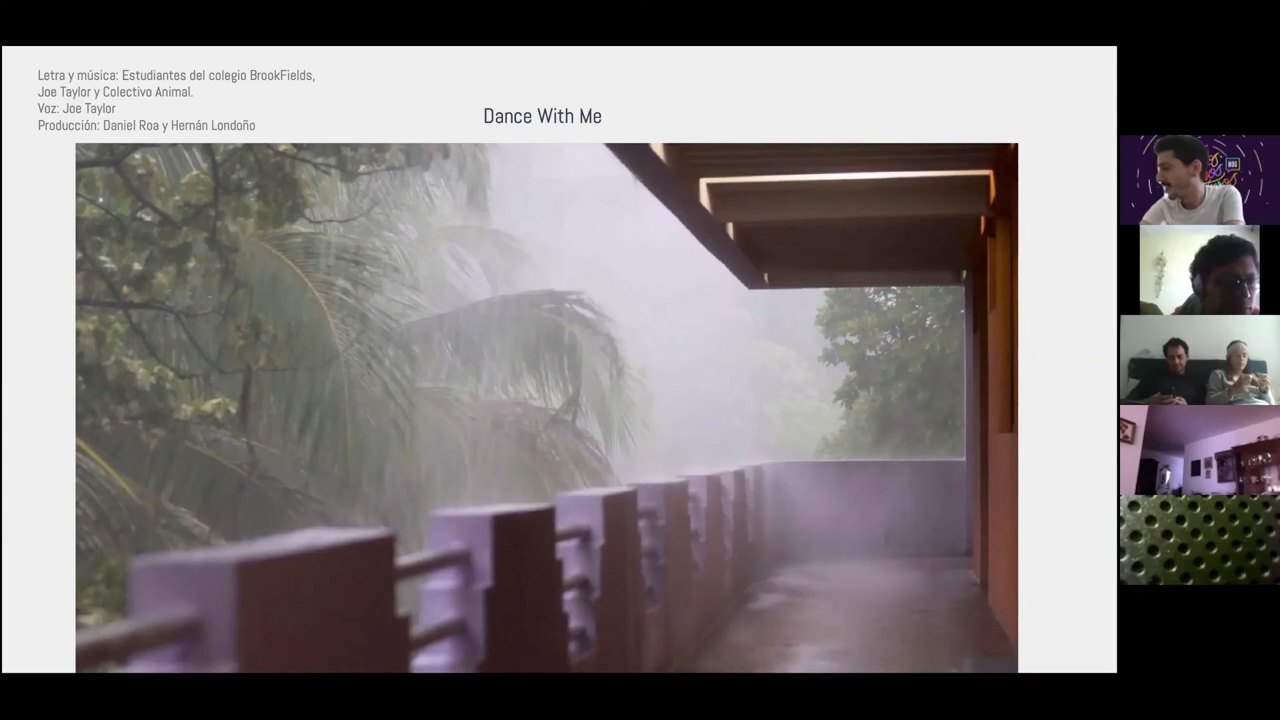 Letra y música: Estudiantes del colegio BrookFields,
Joe Taylor y Colectivo Animal.
Voz: Joe Taylor
Producción: Daniel Roa y Hernán Londoño
Dance With Me